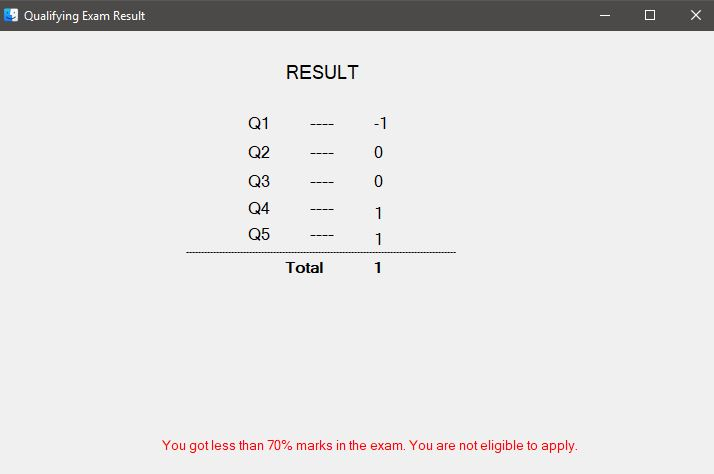 Qualifying Exam Result
RESULT
Q1 ---- -1
Q2 ---- 0
Q3 ---- 0
Q4 ---- 1
Q5 ---- 1
Total 1
You got less than 70% marks in the exam. You are not eligible to apply.